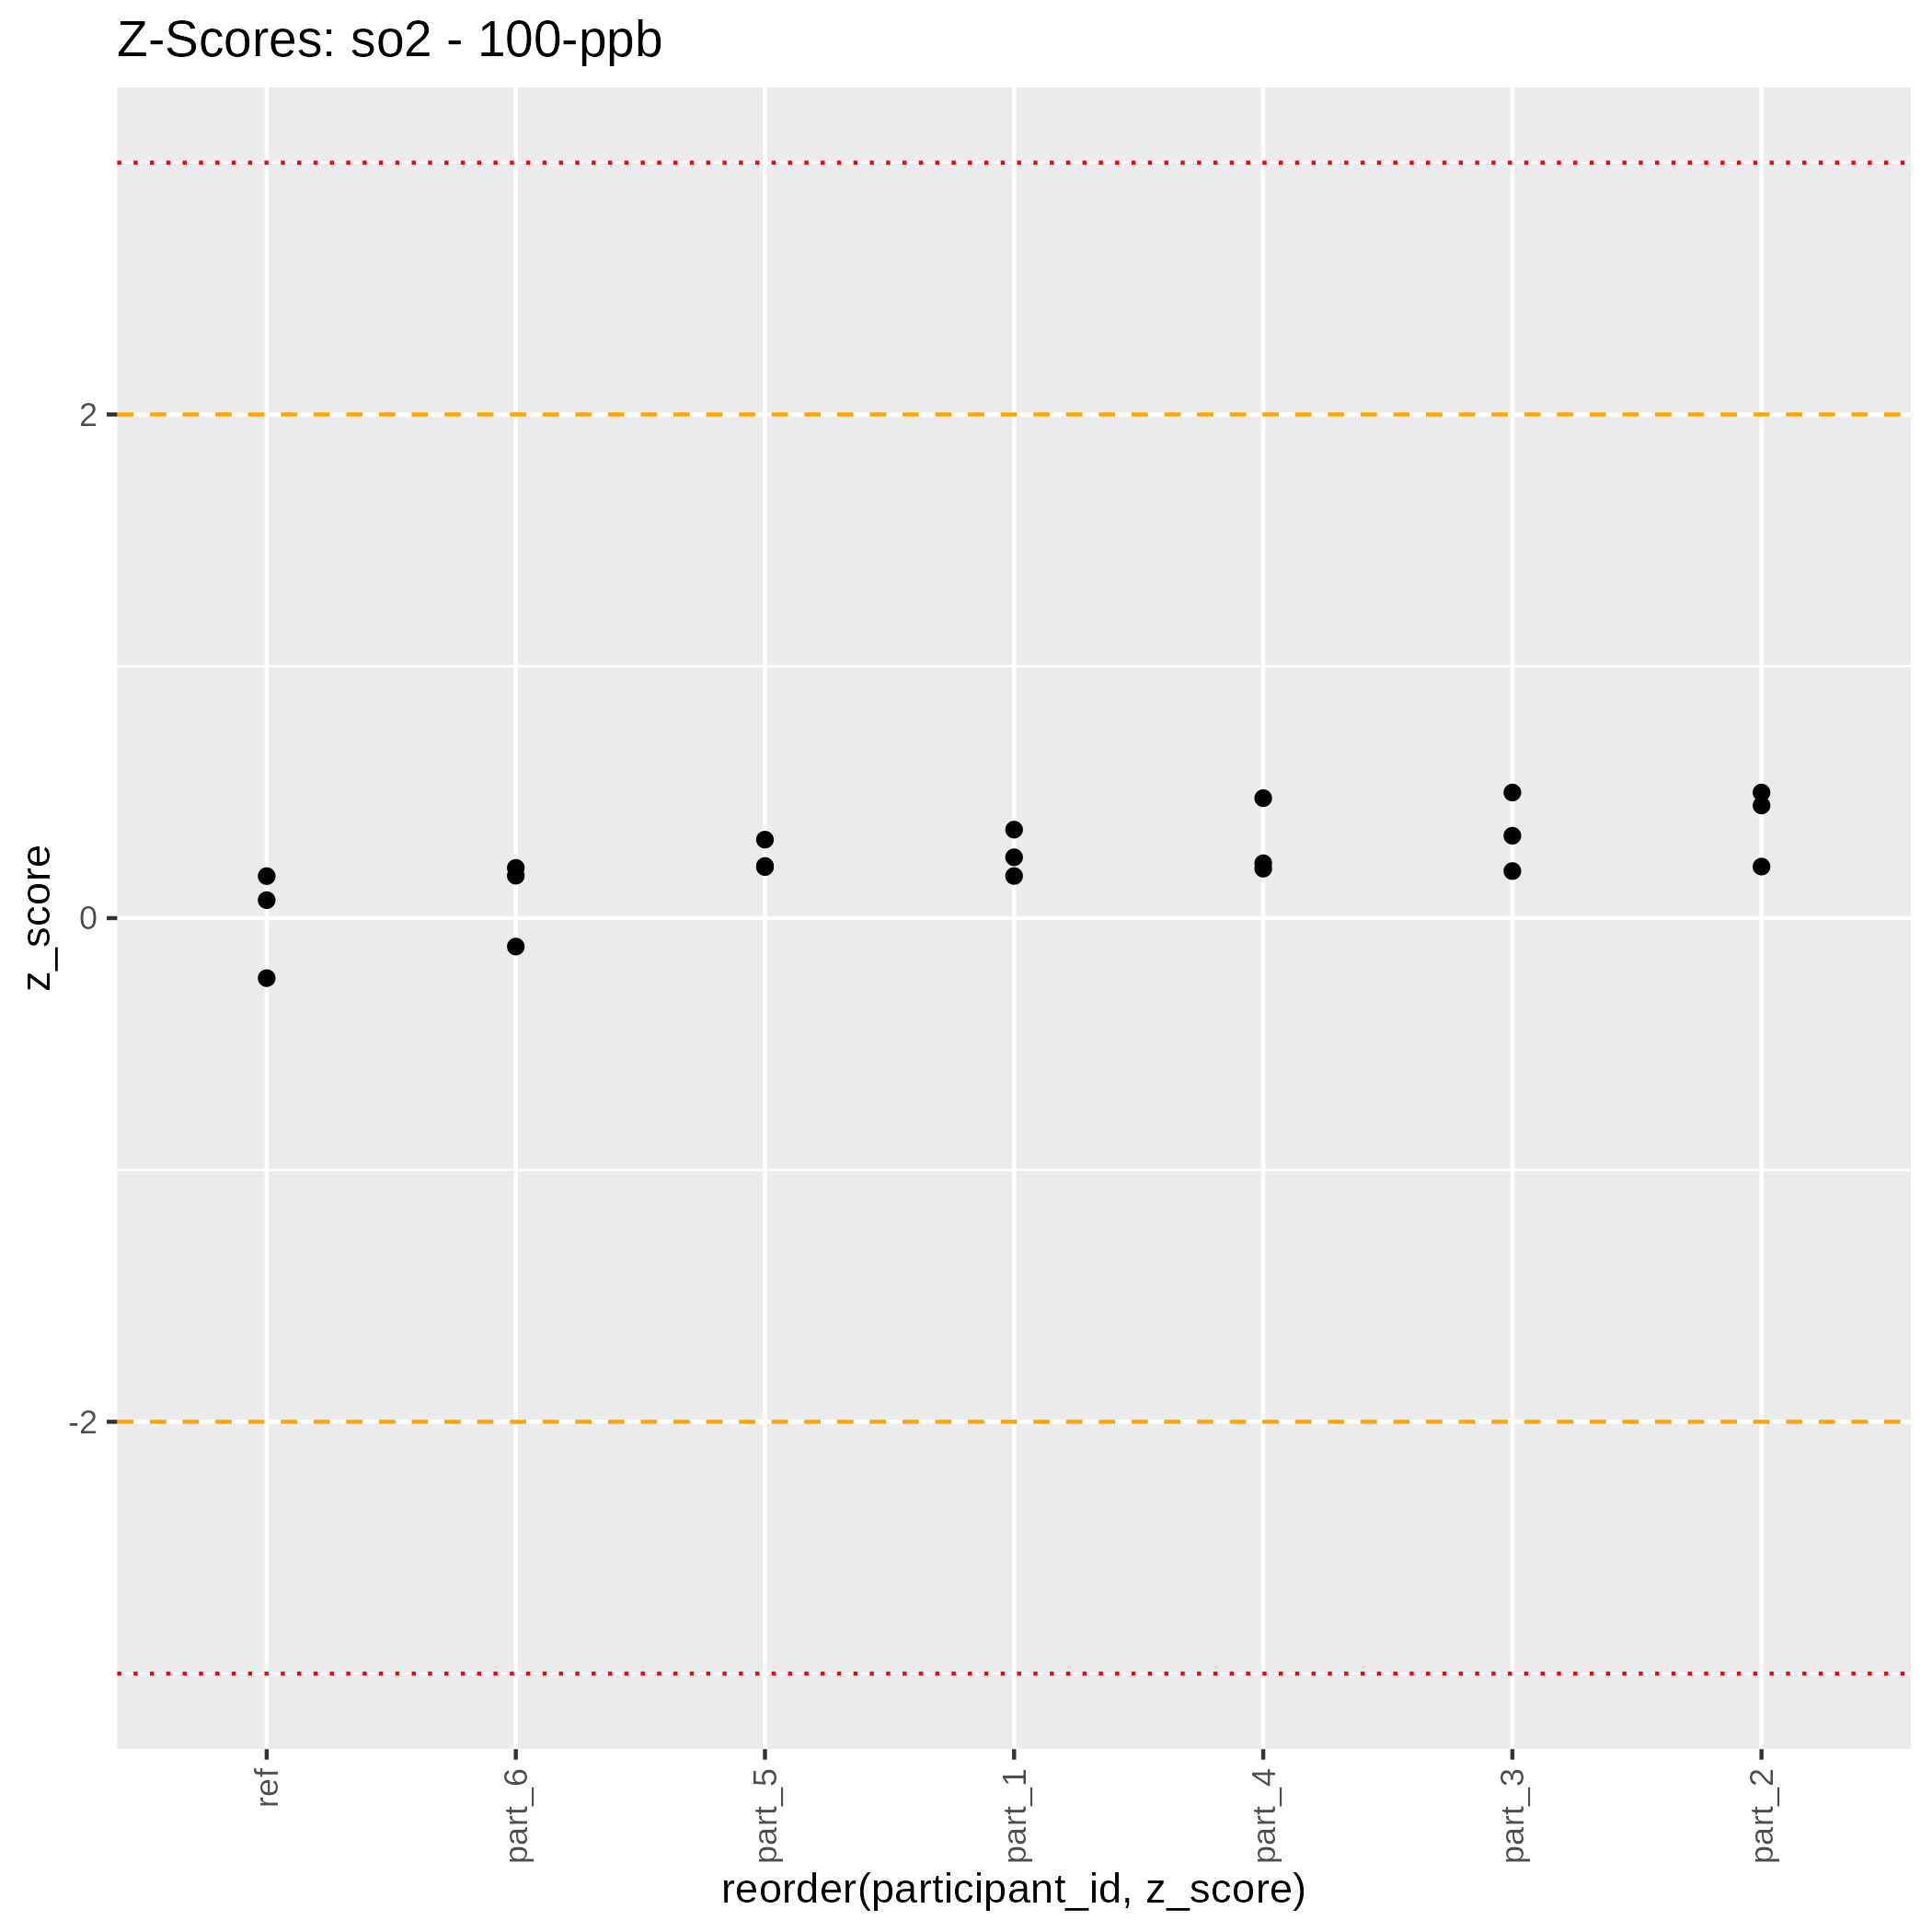 Z-Scores: so2 - 100-ppb
z_score
2
0
-2
ref
part_6
part_5
part_1
part_4
part_3
part_2
reorder(participant_id, z_score)